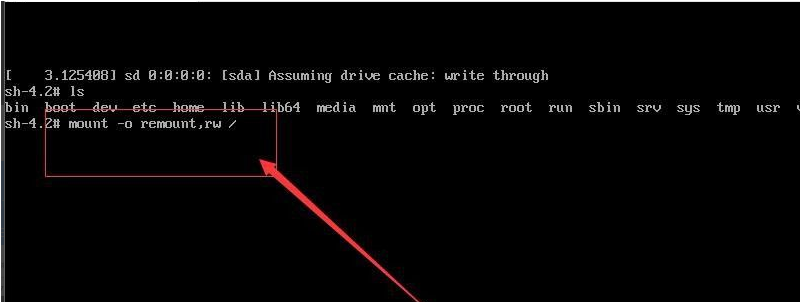 [    3.125408] sd 0:0:0:0: [sda] Assuming drive cache: write through
sh-4.2# ls
bin  boot  dev  etc  home  lib  lib64  media  mnt  opt  proc  root  run  sbin  srv  sys  tmp  usr
sh-4.2# mount -o remount,rw /